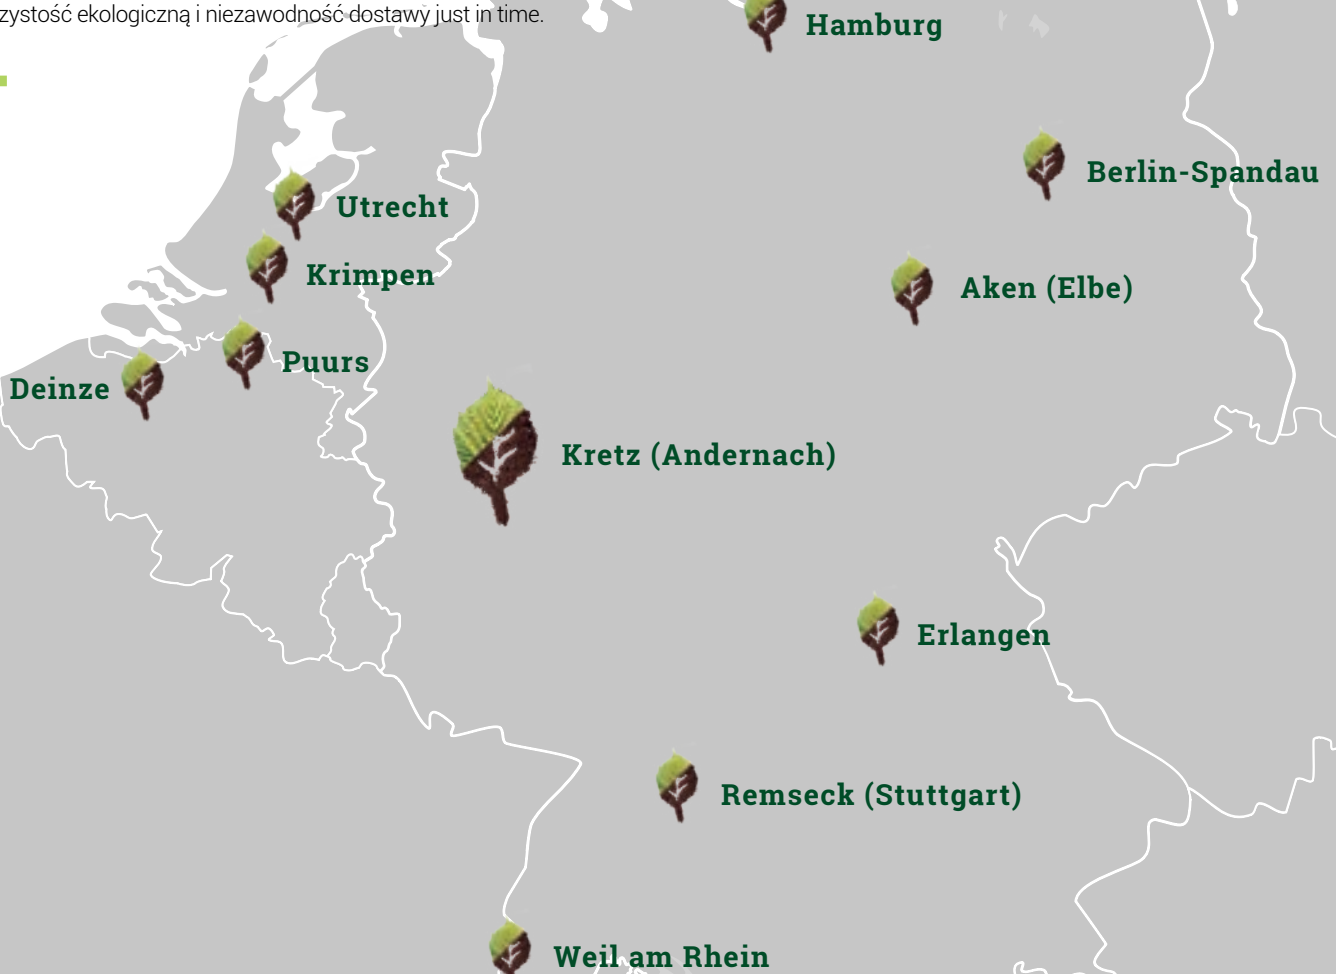 zystość ekologiczną i niezawodność dostawy just in time.
Hamburg
Berlin-Spandau
Utrecht
Krimpen
Aken (Elbe)
Puurs
Deinze
Kretz (Andernach)
Erlangen
Remseck (Stuttgart)
Weil am Rhein